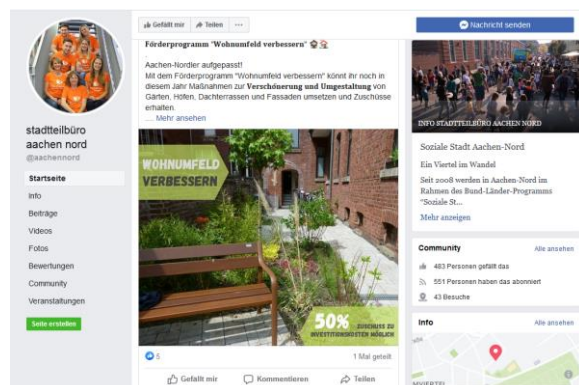 Gefällt mir
Teilen
Nachricht senden
Förderprogramm "Wohnumfeld verbessern"
Aachen-Nordler aufgepasst!
Mit dem Förderprogramm "Wohnumfeld verbessern" könnt ihr noch in
diesem Jahr Maßnahmen zur Verschönerung und Umgestaltung von
Gärten, Höfen, Dachterrassen und Fassaden umsetzen und Zuschüsse
erhalten.
.... Mehr ansehen
WOHNUMFELD
VERBESSERN
50% ZUSCHUSS ZU
INVESTITIONSKOSTEN MÖGLICH
5
1 Mal geteilt
Gefällt mir
Kommentieren
Teilen
stadtteilbüro
aachen nord
@aachennord
Startseite
Info
Beiträge
Videos
Fotos
Bewertungen
Community
Veranstaltungen
Seite erstellen
INFO STADTTEILBÜRO AACHEN NORD
Soziale Stadt Aachen-Nord
Ein Viertel im Wandel
Seit 2008 werden in Aachen-Nord im
Rahmen des Bund-Länder-Programms
"Soziale St...
Mehr anzeigen
Community
Alle ansehen
483 Personen gefällt das
551 Personen haben das abonniert
43 Besuche
Info
Alle ansehen